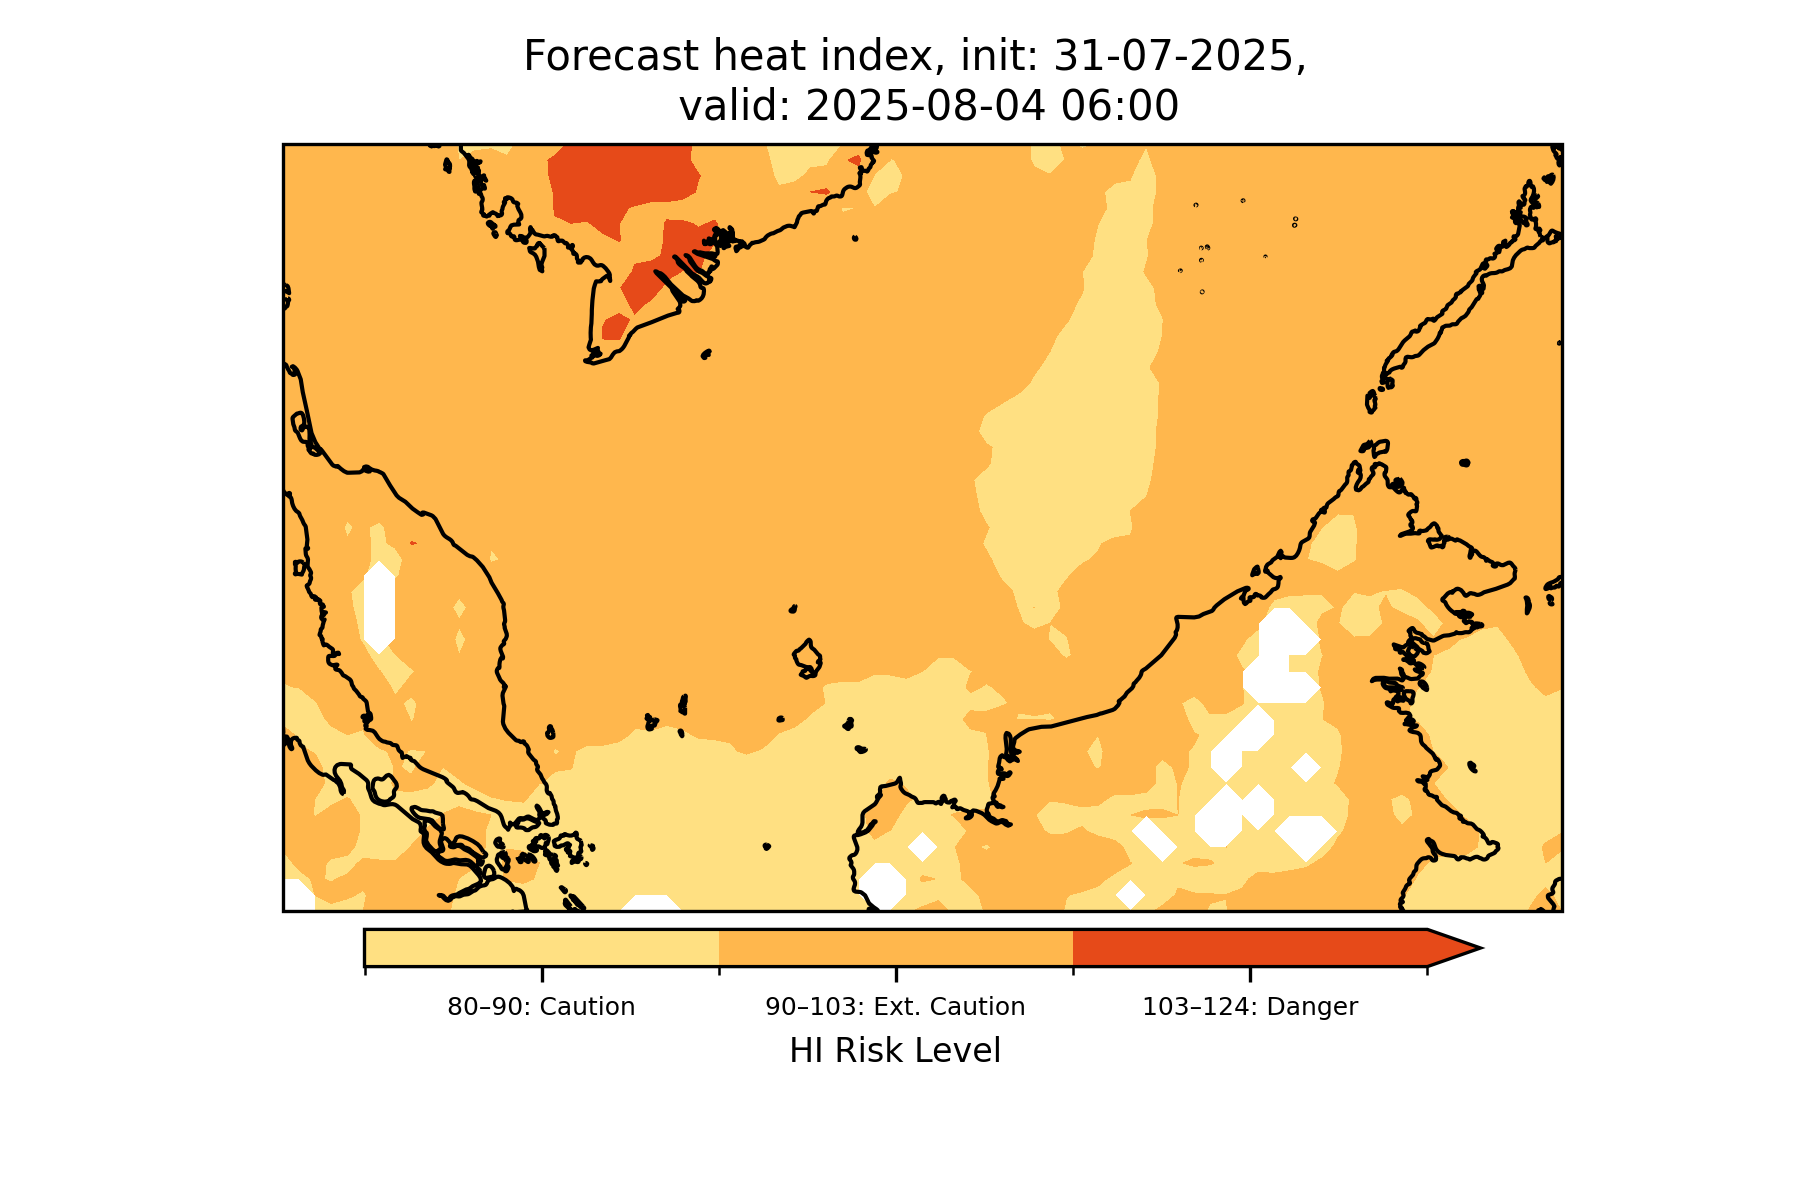 Forecast heat index, init: 31-07-2025,
valid: 2025-08-04 06:00
80–90: Caution
90–103: Ext. Caution
103–124: Danger
HI Risk Level